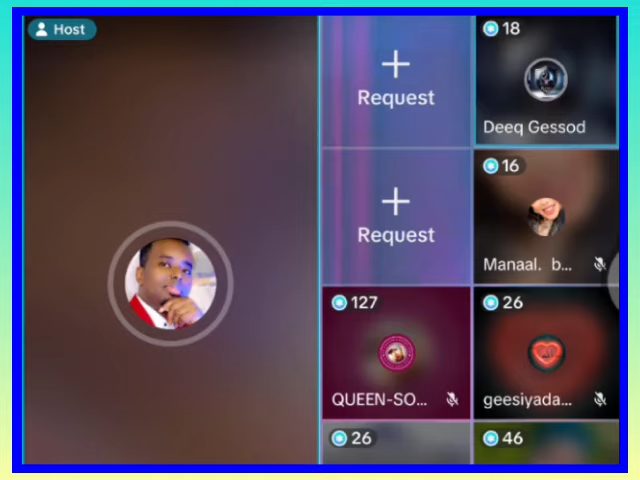 Host
Request
18
Deeq Gessod
Request
16
Manaal. b...
127
QUEEN-SO...
26
geesiyada...
26
46